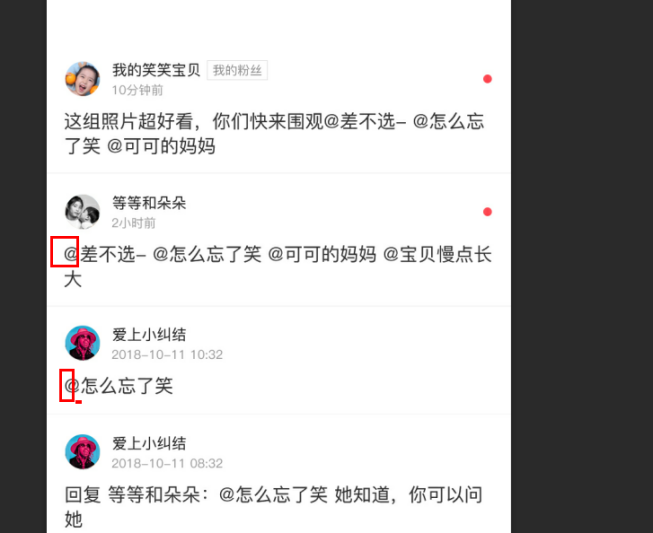 我的笑笑宝贝 我的粉丝
10分钟前
这组照片超好看，你们快来围观@差不选- @怎么忘
了笑 @可可的妈妈
等等和朵朵
2小时前
@差不选- @怎么忘了笑 @可可的妈妈 @宝贝慢点长
大
爱上小纠结
2018-10-11 10:32
@怎么忘了笑
爱上小纠结
2018-10-11 08:32
回复 等等和朵朵：@怎么忘了笑 她知道，你可以问
她